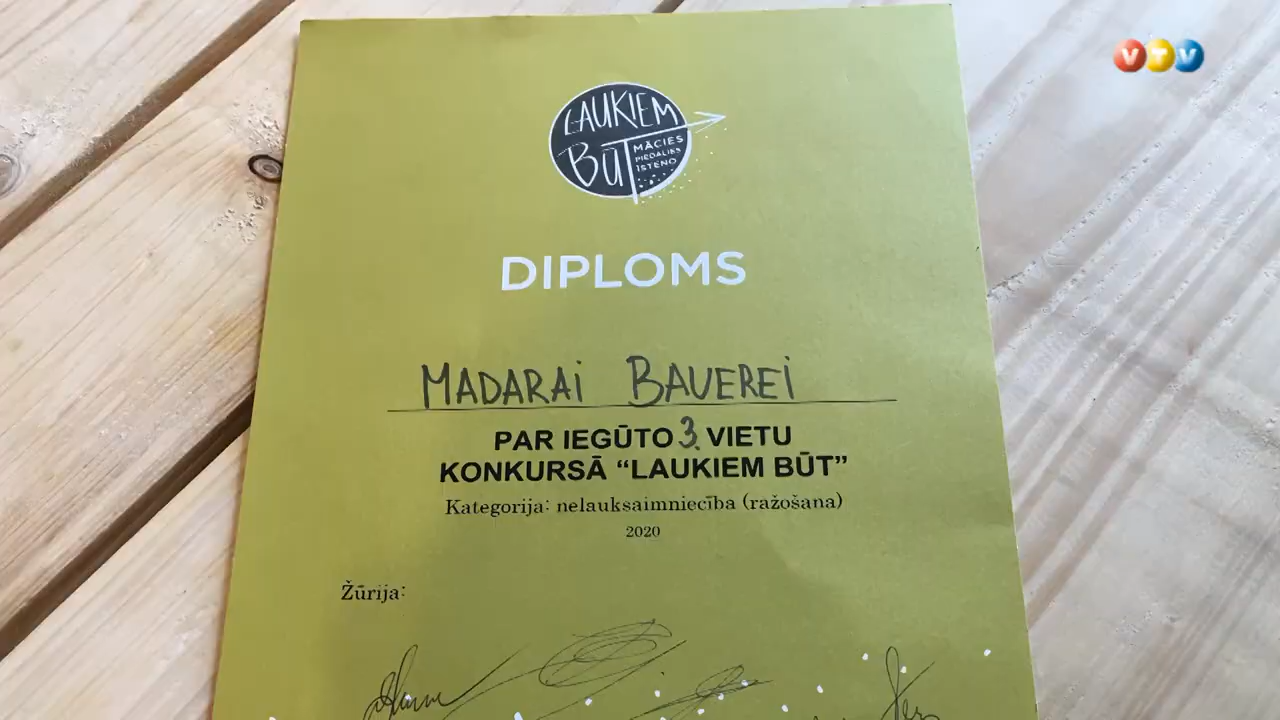 VTV
LAUKIEM
BŪT
MĀCIES
PIEDALIES
ĪSTENO
DIPLOMS
MADARAI BAUEREI
PAR IEGŪTO 3. VIETU
KONKURSĀ “LAUKIEM BŪT”
Kategorija: nelauksaimniecība (ražošana)
2020
Žūrija: